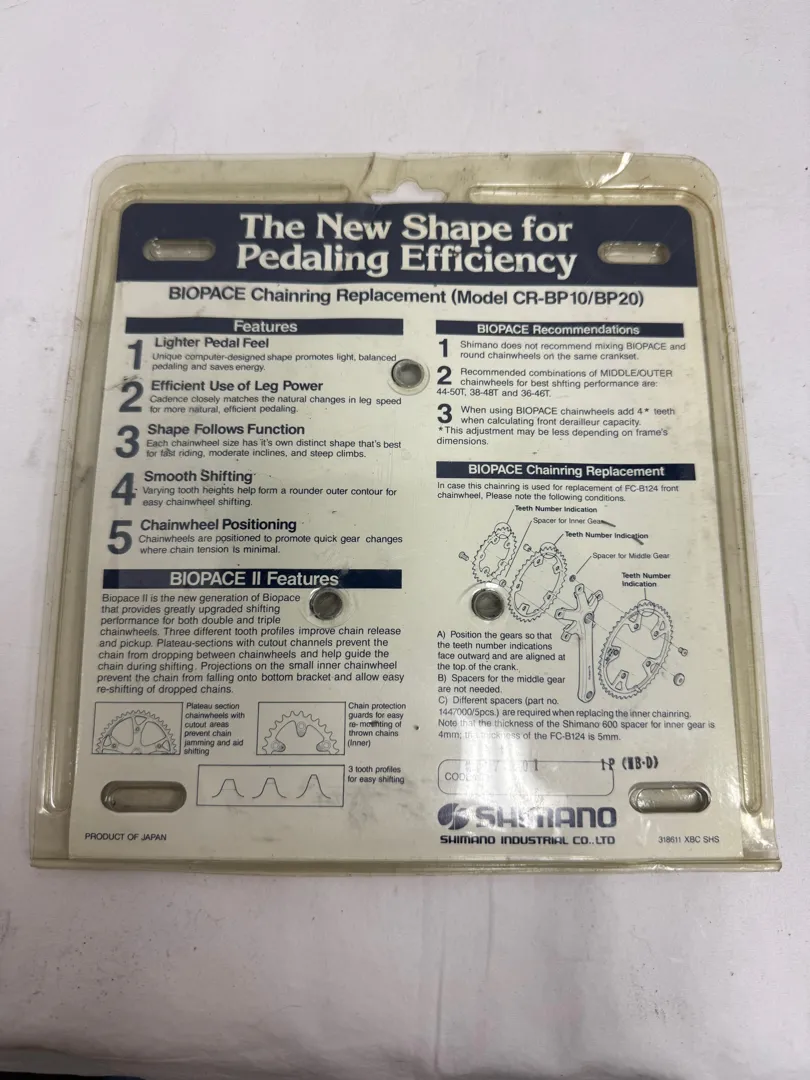 The New Shape for
Pedaling Efficiency
BIOPACE Chainring Replacement (Model CR-BP10/BP20)
Features
1 Lighter Pedal Feel
Unique computer-designed shape promotes light, balanced
pedaling and saves energy.
2 Efficient Use of Leg Power
Cadence closely matches the natural changes in leg speed
for more natural, efficient pedaling.
3 Shape Follows Function
Each chainwheel size has it's own distinct shape that's best
for fast riding, moderate inclines, and steep climbs.
4 Smooth Shifting
Varying tooth heights help form a rounder outer contour for
easy chainwheel shifting.
5 Chainwheel Positioning
Chainwheels are positioned to promote quick gear changes
where chain tension Is minimal.
BIOPACE II Features
Biopace II is the new generation of Biopace
that provides greatly upgraded shifting
performance for both double and triple
chainwheels. Three different tooth profiles improve chain release
and pickup. Plateau-sections with cutout channels prevent the
chain from dropping between chainwheels and help guide the
chain during shifting. Projections on the small inner chainwheel
prevent the chain from falling onto bottom bracket and allow easy
re-shifting of dropped chains.
Plateau section
chainwheels with
cutout areas
prevent chain
jamming and aid
shifting
Chain protection
guards for easy
re-mounting of
thrown chains
(Inner)
3 tooth profiles
for easy shifting
PRODUCT OF JAPAN
BIOPACE Recommendations
1 Shimano does not recommend mixing BIOPACE and
round chainwheels on the same crankset.
2 Recommended combinations of MIDDLE/OUTER
chainwheels for best shfting performance are:
44-50T, 38-48T and 36-46T.
3 When using BIOPACE chainwheels add 4* teeth
when calculating front derailleur capacity.
*This adjustment may be less depending on frame's
dimensions.
BIOPACE Chainring Replacement
In case this chainring is used for replacement of FC-B124 front
chainwheel, Please note the following conditions.
Teeth Number Indication
Spacer for Inner Gear
Teeth Number Indication
Spacer for Middle Gear
Teeth Number
Indication
A) Position the gears so that
the teeth number indications
face outward and are aligned at
the top of the crank.
B) Spacers for the middle gear
are not needed.
C) Different spacers (part no.
1447000/5pcs.) are required when replacing the inner chainring.
Note that the thickness of the Shimano 600 spacer for inner gear is
4mm; thickness of the FC-B124 is 5mm.
1P (NB-D)
CODE
SHIMANO
SHIMANO INDUSTRIAL CO., LTD
318611 XBC SHS